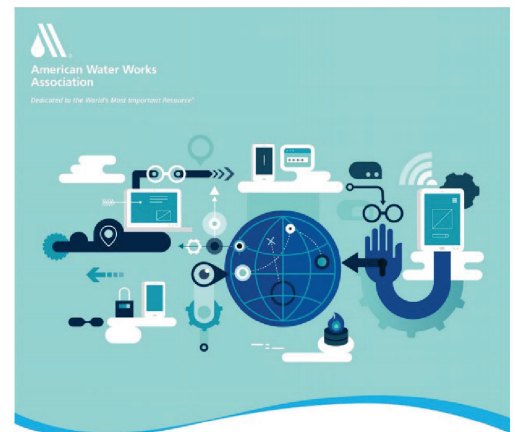 American Water Works
Association
Dedicated to the World's Most Important Resource®